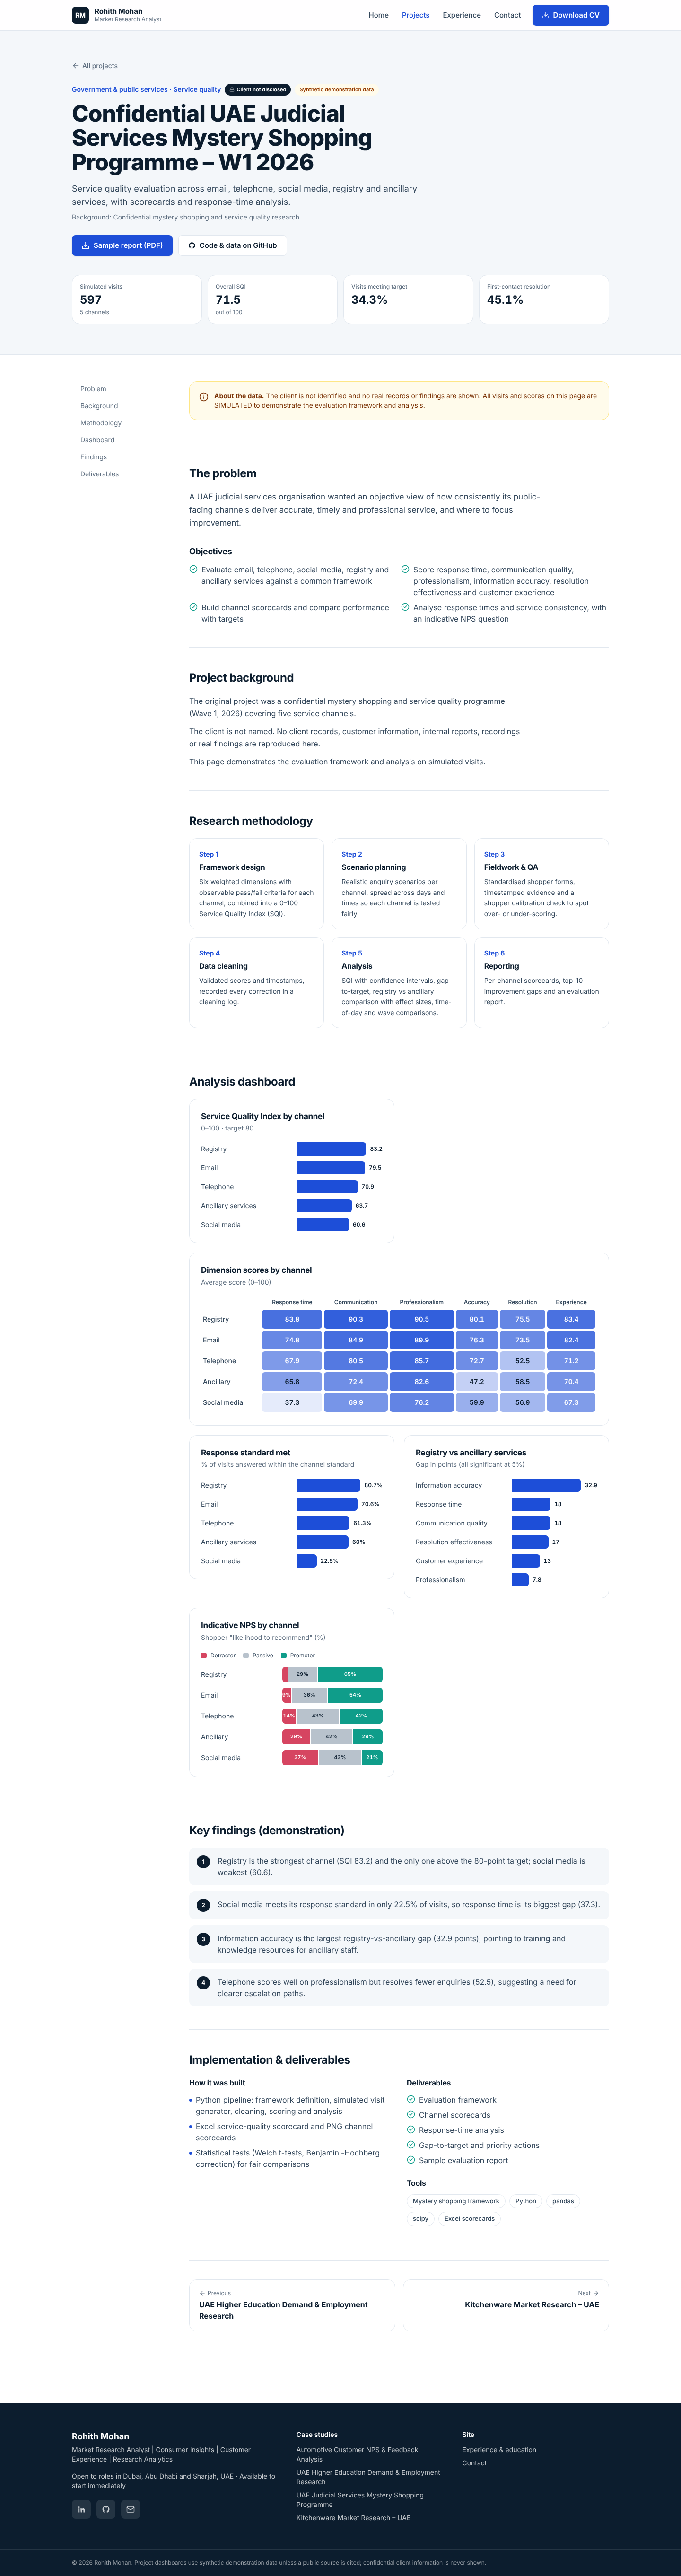 RM
Rohith Mohan
Market Research Analyst
Home
Projects
Experience
Contact
Download CV
All projects
Government & public services · Service quality
Client not disclosed
Synthetic demonstration data
Confidential UAE Judicial
Services Mystery Shopping
Programme – W1 2026
Service quality evaluation across email, telephone, social media, registry and ancillary
services, with scorecards and response-time analysis.
Background: Confidential mystery shopping and service quality research
Sample report (PDF)
Code & data on GitHub
Simulated visits
597
5 channels
Overall SQI
71.5
out of 100
Visits meeting target
34.3%
First-contact resolution
45.1%
Problem
Background
Methodology
Dashboard
Findings
Deliverables
About the data. The client is not identified and no real records or findings are shown. All visits and scores on this page are
SIMULATED to demonstrate the evaluation framework and analysis.
The problem
A UAE judicial services organisation wanted an objective view of how consistently its public-
facing channels deliver accurate, timely and professional service, and where to focus
improvement.
Objectives
Evaluate email, telephone, social media, registry and
ancillary services against a common framework
Score response time, communication quality,
professionalism, information accuracy, resolution
effectiveness and customer experience
Build channel scorecards and compare performance
with targets
Analyse response times and service consistency, with
an indicative NPS question
Project background
The original project was a confidential mystery shopping and service quality programme
(Wave 1, 2026) covering five service channels.
The client is not named. No client records, customer information, internal reports, recordings
or real findings are reproduced here.
This page demonstrates the evaluation framework and analysis on simulated visits.
Research methodology
Step 1
Framework design
Six weighted dimensions with
observable pass/fail criteria for each
channel, combined into a 0–100
Service Quality Index (SQI).
Step 2
Scenario planning
Realistic enquiry scenarios per
channel, spread across days and
times so each channel is tested
fairly.
Step 3
Fieldwork & QA
Standardised shopper forms,
timestamped evidence and a
shopper calibration check to spot
over- or under-scoring.
Step 4
Data cleaning
Validated scores and timestamps,
recorded every correction in a
cleaning log.
Step 5
Analysis
SQI with confidence intervals, gap-
to-target, registry vs ancillary
comparison with effect sizes, time-
of-day and wave comparisons.
Step 6
Reporting
Per-channel scorecards, top-10
improvement gaps and an evaluation
report.
Analysis dashboard
Service Quality Index by channel
0–100 · target 80
Registry 83.2
Email 79.5
Telephone 70.9
Ancillary services 63.7
Social media 60.6
Dimension scores by channel
Average score (0–100)
Response time Communication Professionalism Accuracy Resolution Experience
Registry 83.8 90.3 90.5 80.1 75.5 83.4
Email 74.8 84.9 89.9 76.3 73.5 82.4
Telephone 67.9 80.5 85.7 72.7 52.5 71.2
Ancillary 65.8 72.4 82.6 47.2 58.5 70.4
Social media 37.3 69.9 76.2 59.9 56.9 67.3
Response standard met
% of visits answered within the channel standard
Registry 80.7%
Email 70.6%
Telephone 61.3%
Ancillary services 60%
Social media 22.5%
Registry vs ancillary services
Gap in points (all significant at 5%)
Information accuracy 32.9
Response time 18
Communication quality 18
Resolution effectiveness 17
Customer experience 13
Professionalism 7.8
Indicative NPS by channel
Shopper "likelihood to recommend" (%)
Detractor Passive Promoter
Registry 29% 65%
Email 9% 36% 54%
Telephone 14% 43% 42%
Ancillary 29% 42% 29%
Social media 37% 43% 21%
Key findings (demonstration)
1
Registry is the strongest channel (SQI 83.2) and the only one above the 80-point target; social media is
weakest (60.6).
2
Social media meets its response standard in only 22.5% of visits, so response time is its biggest gap (37.3).
3
Information accuracy is the largest registry-vs-ancillary gap (32.9 points), pointing to training and
knowledge resources for ancillary staff.
4
Telephone scores well on professionalism but resolves fewer enquiries (52.5), suggesting a need for
clearer escalation paths.
Implementation & deliverables
How it was built
Python pipeline: framework definition, simulated visit
generator, cleaning, scoring and analysis
Excel service-quality scorecard and PNG channel
scorecards
Statistical tests (Welch t-tests, Benjamini-Hochberg
correction) for fair comparisons
Deliverables
Evaluation framework
Channel scorecards
Response-time analysis
Gap-to-target and priority actions
Sample evaluation report
Tools
Mystery shopping framework
Python
pandas
scipy
Excel scorecards
Previous
UAE Higher Education Demand & Employment
Research
Next
Kitchenware Market Research – UAE
Rohith Mohan
Market Research Analyst | Consumer Insights | Customer
Experience | Research Analytics
Open to roles in Dubai, Abu Dhabi and Sharjah, UAE · Available to
start immediately
in
Case studies
Automotive Customer NPS & Feedback
Analysis
UAE Higher Education Demand & Employment
Research
UAE Judicial Services Mystery Shopping
Programme
Kitchenware Market Research – UAE
Site
Experience & education
Contact
© 2026 Rohith Mohan. Project dashboards use synthetic demonstration data unless a public source is cited; confidential client information is never shown.